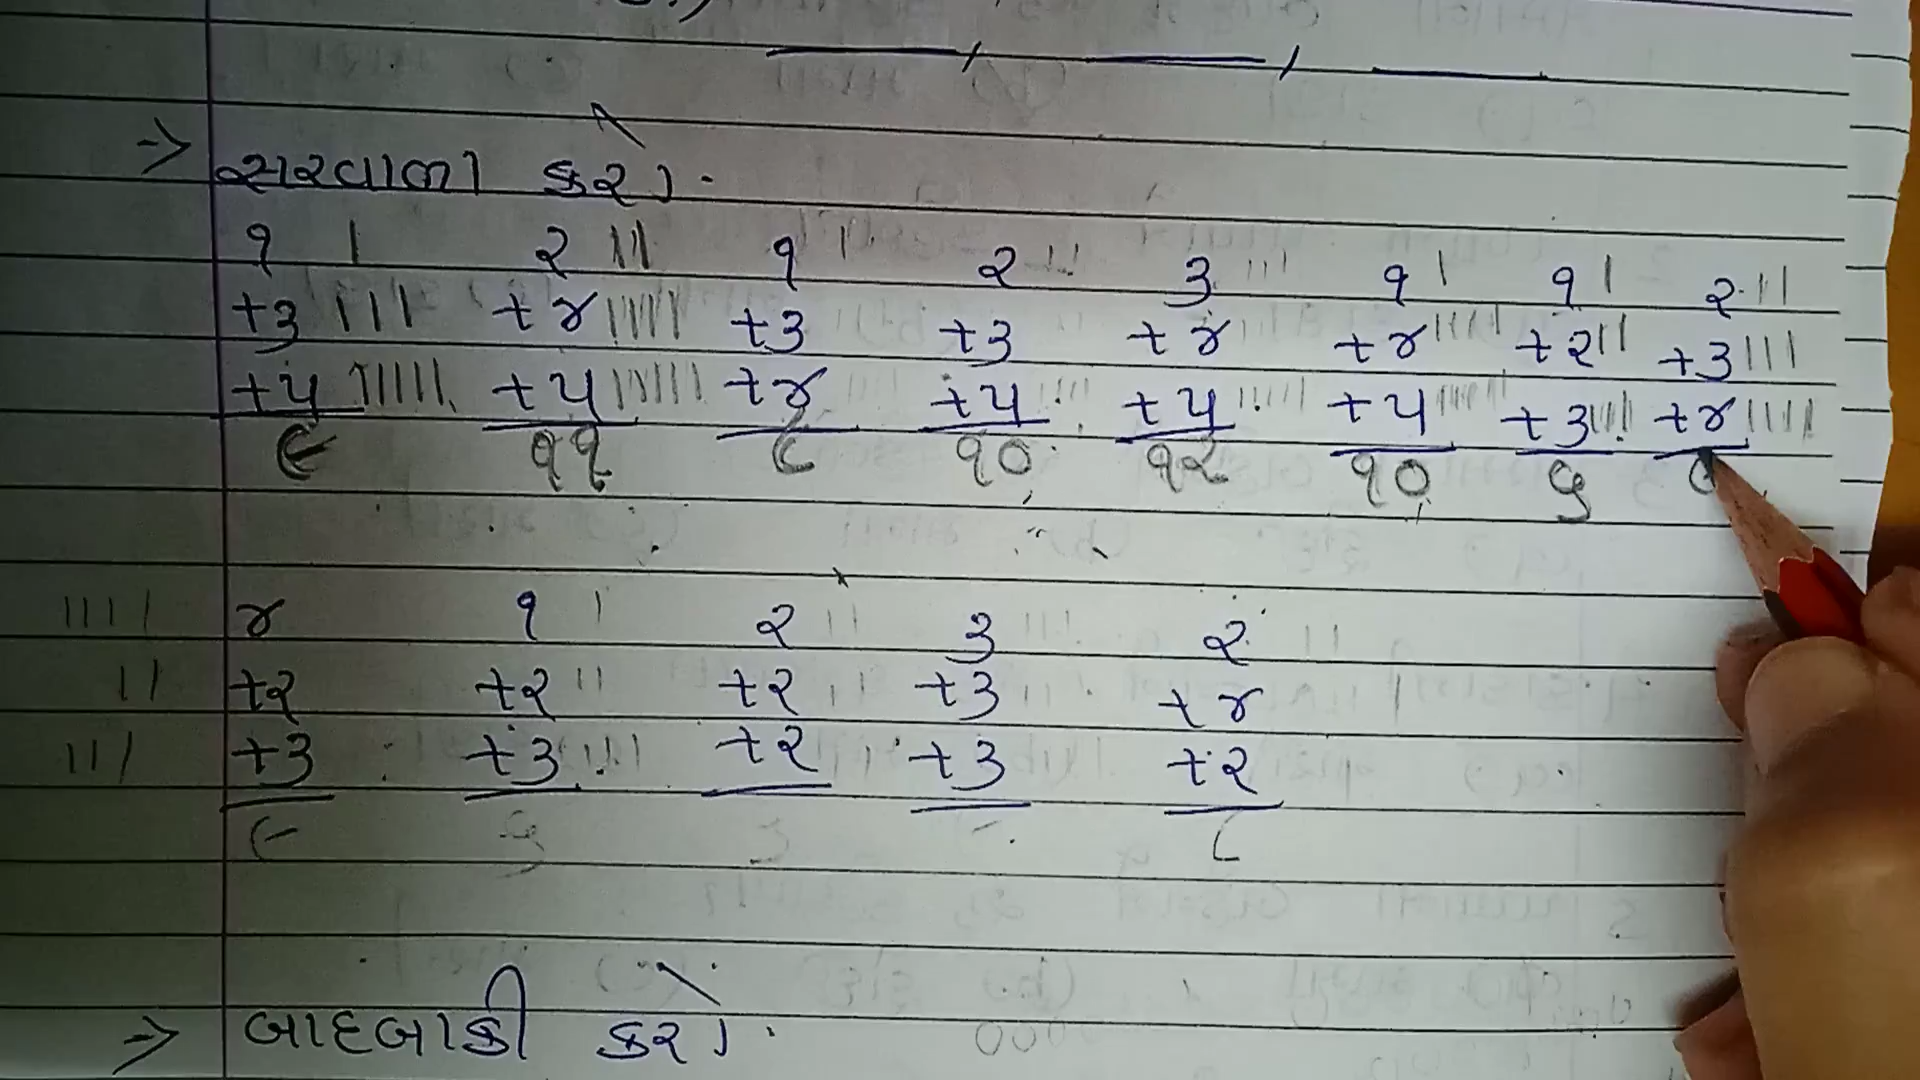 → સરવાળા કરો.
૧ ૨ ૧ ૨ ૩ ૧ ૧ ૨
+૩ +૪ +૩ +૩ +૪ +૪ +૨ +૩
+૫ +૫ +૪ +૫ +૫ +૫ +૩ +૪
૯ ૧૧ ૮ ૧૦ ૧૨ ૧૦ ૬
૪ ૧ ૨ ૩ ૨
+૨ +૨ +૨ +૩ +૪
+૩ +૩ +૨ +૩ +૨
૯ ૬ ૮
→ બાદબાકી કરો.